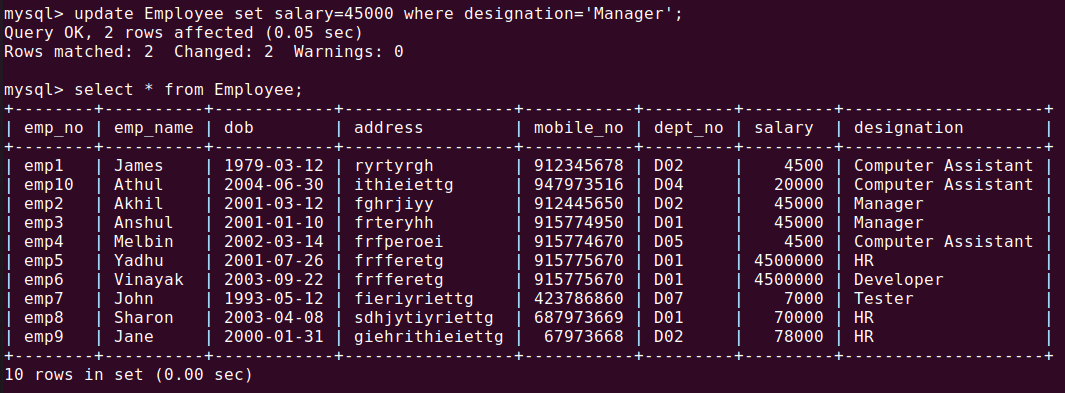 mysql> update Employee set salary=45000 where designation='Manager';
Query OK, 2 rows affected (0.05 sec)
Rows matched: 2  Changed: 2  Warnings: 0

mysql> select * from Employee;
+--------+----------+------------+-----------------+-----------+---------+---------+--------------------+
| emp_no | emp_name | dob        | address         | mobile_no | dept_no | salary  | designation        |
+--------+----------+------------+-----------------+-----------+---------+---------+--------------------+
| emp1   | James    | 1979-03-12 | ryrtyrgh        | 912345678 | D02     |    4500 | Computer Assistant |
| emp10  | Athul    | 2004-06-30 | ithieiettg      | 947973516 | D04     |   20000 | Computer Assistant |
| emp2   | Akhil    | 2001-03-12 | fghrjiyy        | 912445650 | D02     |   45000 | Manager            |
| emp3   | Anshul   | 2001-01-10 | frteryhh        | 915774950 | D01     |   45000 | Manager            |
| emp4   | Melbin   | 2002-03-14 | frfperoei       | 915774670 | D05     |    4500 | Computer Assistant |
| emp5   | Yadhu    | 2001-07-26 | frfferetg       | 915775670 | D01     | 4500000 | HR                 |
| emp6   | Vinayak  | 2003-09-22 | frfferetg       | 915775670 | D01     | 4500000 | Developer          |
| emp7   | John     | 1993-05-12 | fieriyriettg    | 423786860 | D07     |    7000 | Tester             |
| emp8   | Sharon   | 2003-04-08 | sdhjytiyriettg  | 687973669 | D01     |   70000 | HR                 |
| emp9   | Jane     | 2000-01-31 | giehrithieiettg |  67973668 | D02     |   78000 | HR                 |
+--------+----------+------------+-----------------+-----------+---------+---------+--------------------+
10 rows in set (0.00 sec)